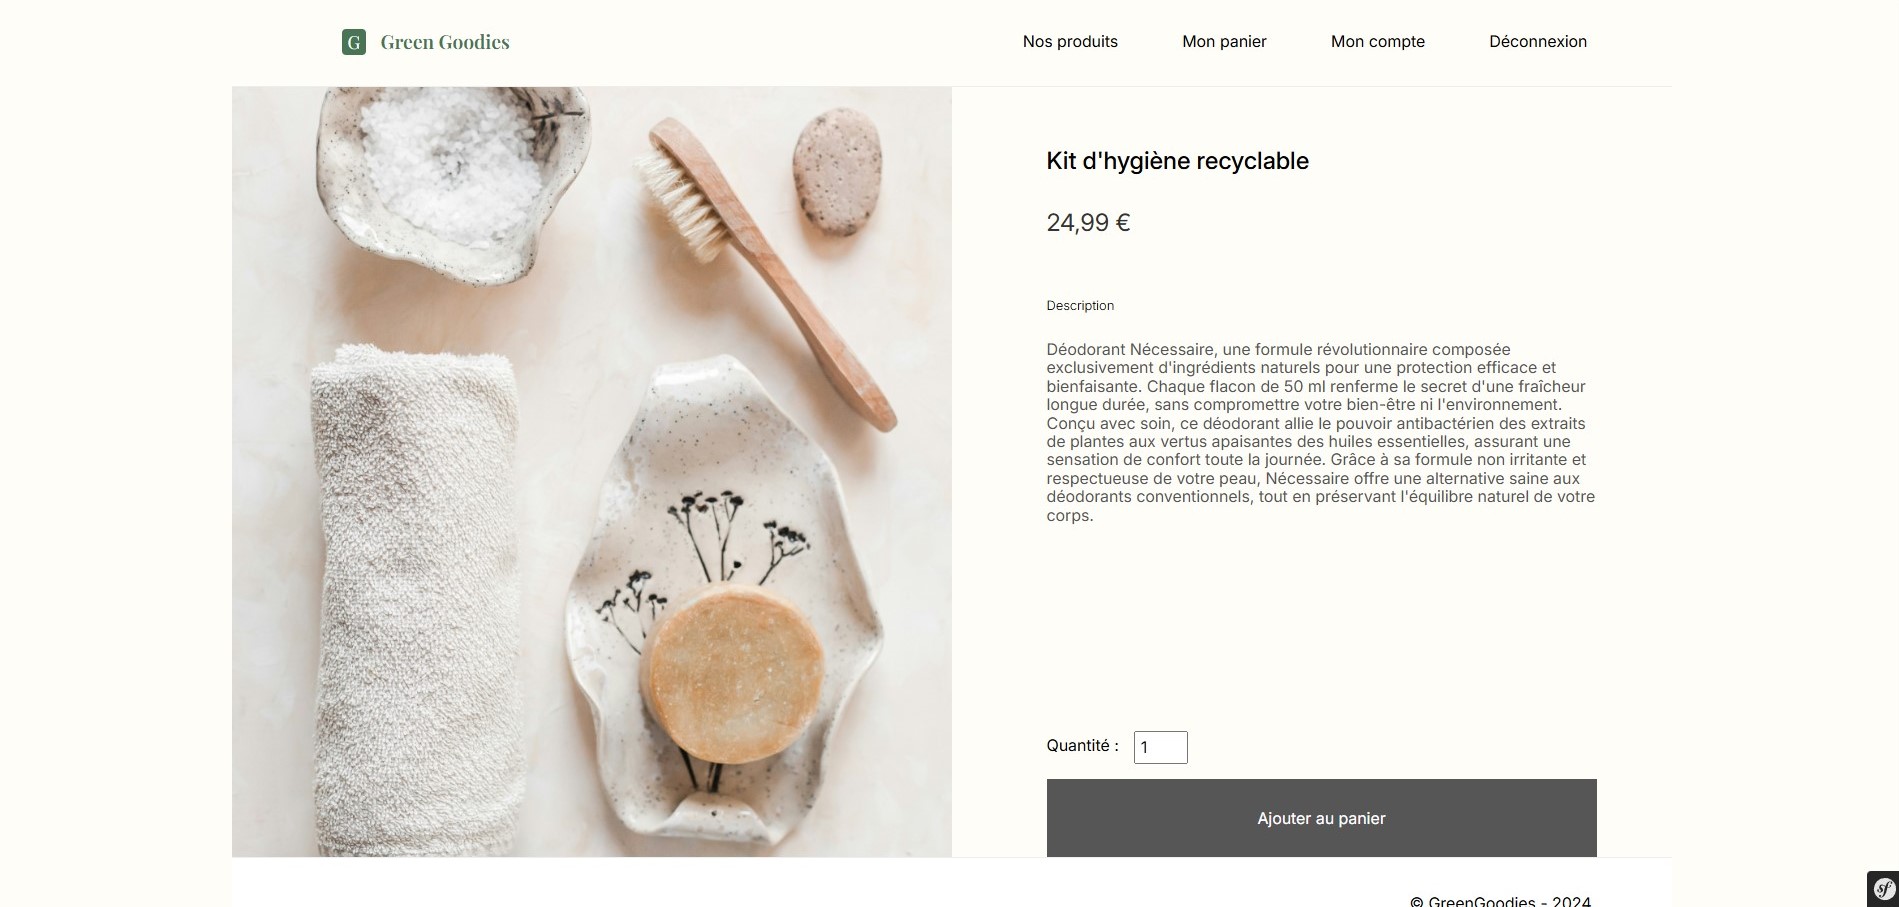 G Green Goodies
Nos produits Mon panier Mon compte Déconnexion
Kit d'hygiène recyclable
24,99 €
Description
Déodorant Nécessaire, une formule révolutionnaire composée
exclusivement d'ingrédients naturels pour une protection efficace et
bienfaisante. Chaque flacon de 50 ml renferme le secret d'une fraîcheur
longue durée, sans compromettre votre bien-être ni l'environnement.
Conçu avec soin, ce déodorant allie le pouvoir antibactérien des extraits
de plantes aux vertus apaisantes des huiles essentielles, assurant une
sensation de confort toute la journée. Grâce à sa formule non irritante et
respectueuse de votre peau, Nécessaire offre une alternative saine aux
déodorants conventionnels, tout en préservant l'équilibre naturel de votre
corps.
Quantité : 1
Ajouter au panier
© GreenGoodies - 2024
sf